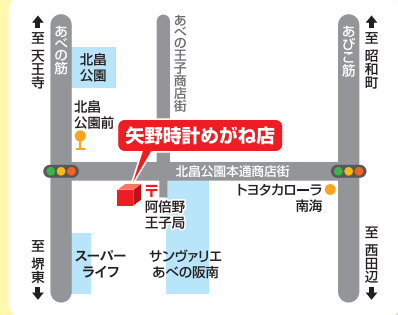 至 天王寺
あべの筋
北畠
公園
あべの王子商店街
あびこ筋
至 昭和町
北畠
公園前
矢野時計めがね店
北畠公園本通商店街
〒
阿倍野
王子局
トヨタカローラ
南海
至 堺東
スーパー
ライフ
サンヴァリエ
あべの阪南
至 西田辺